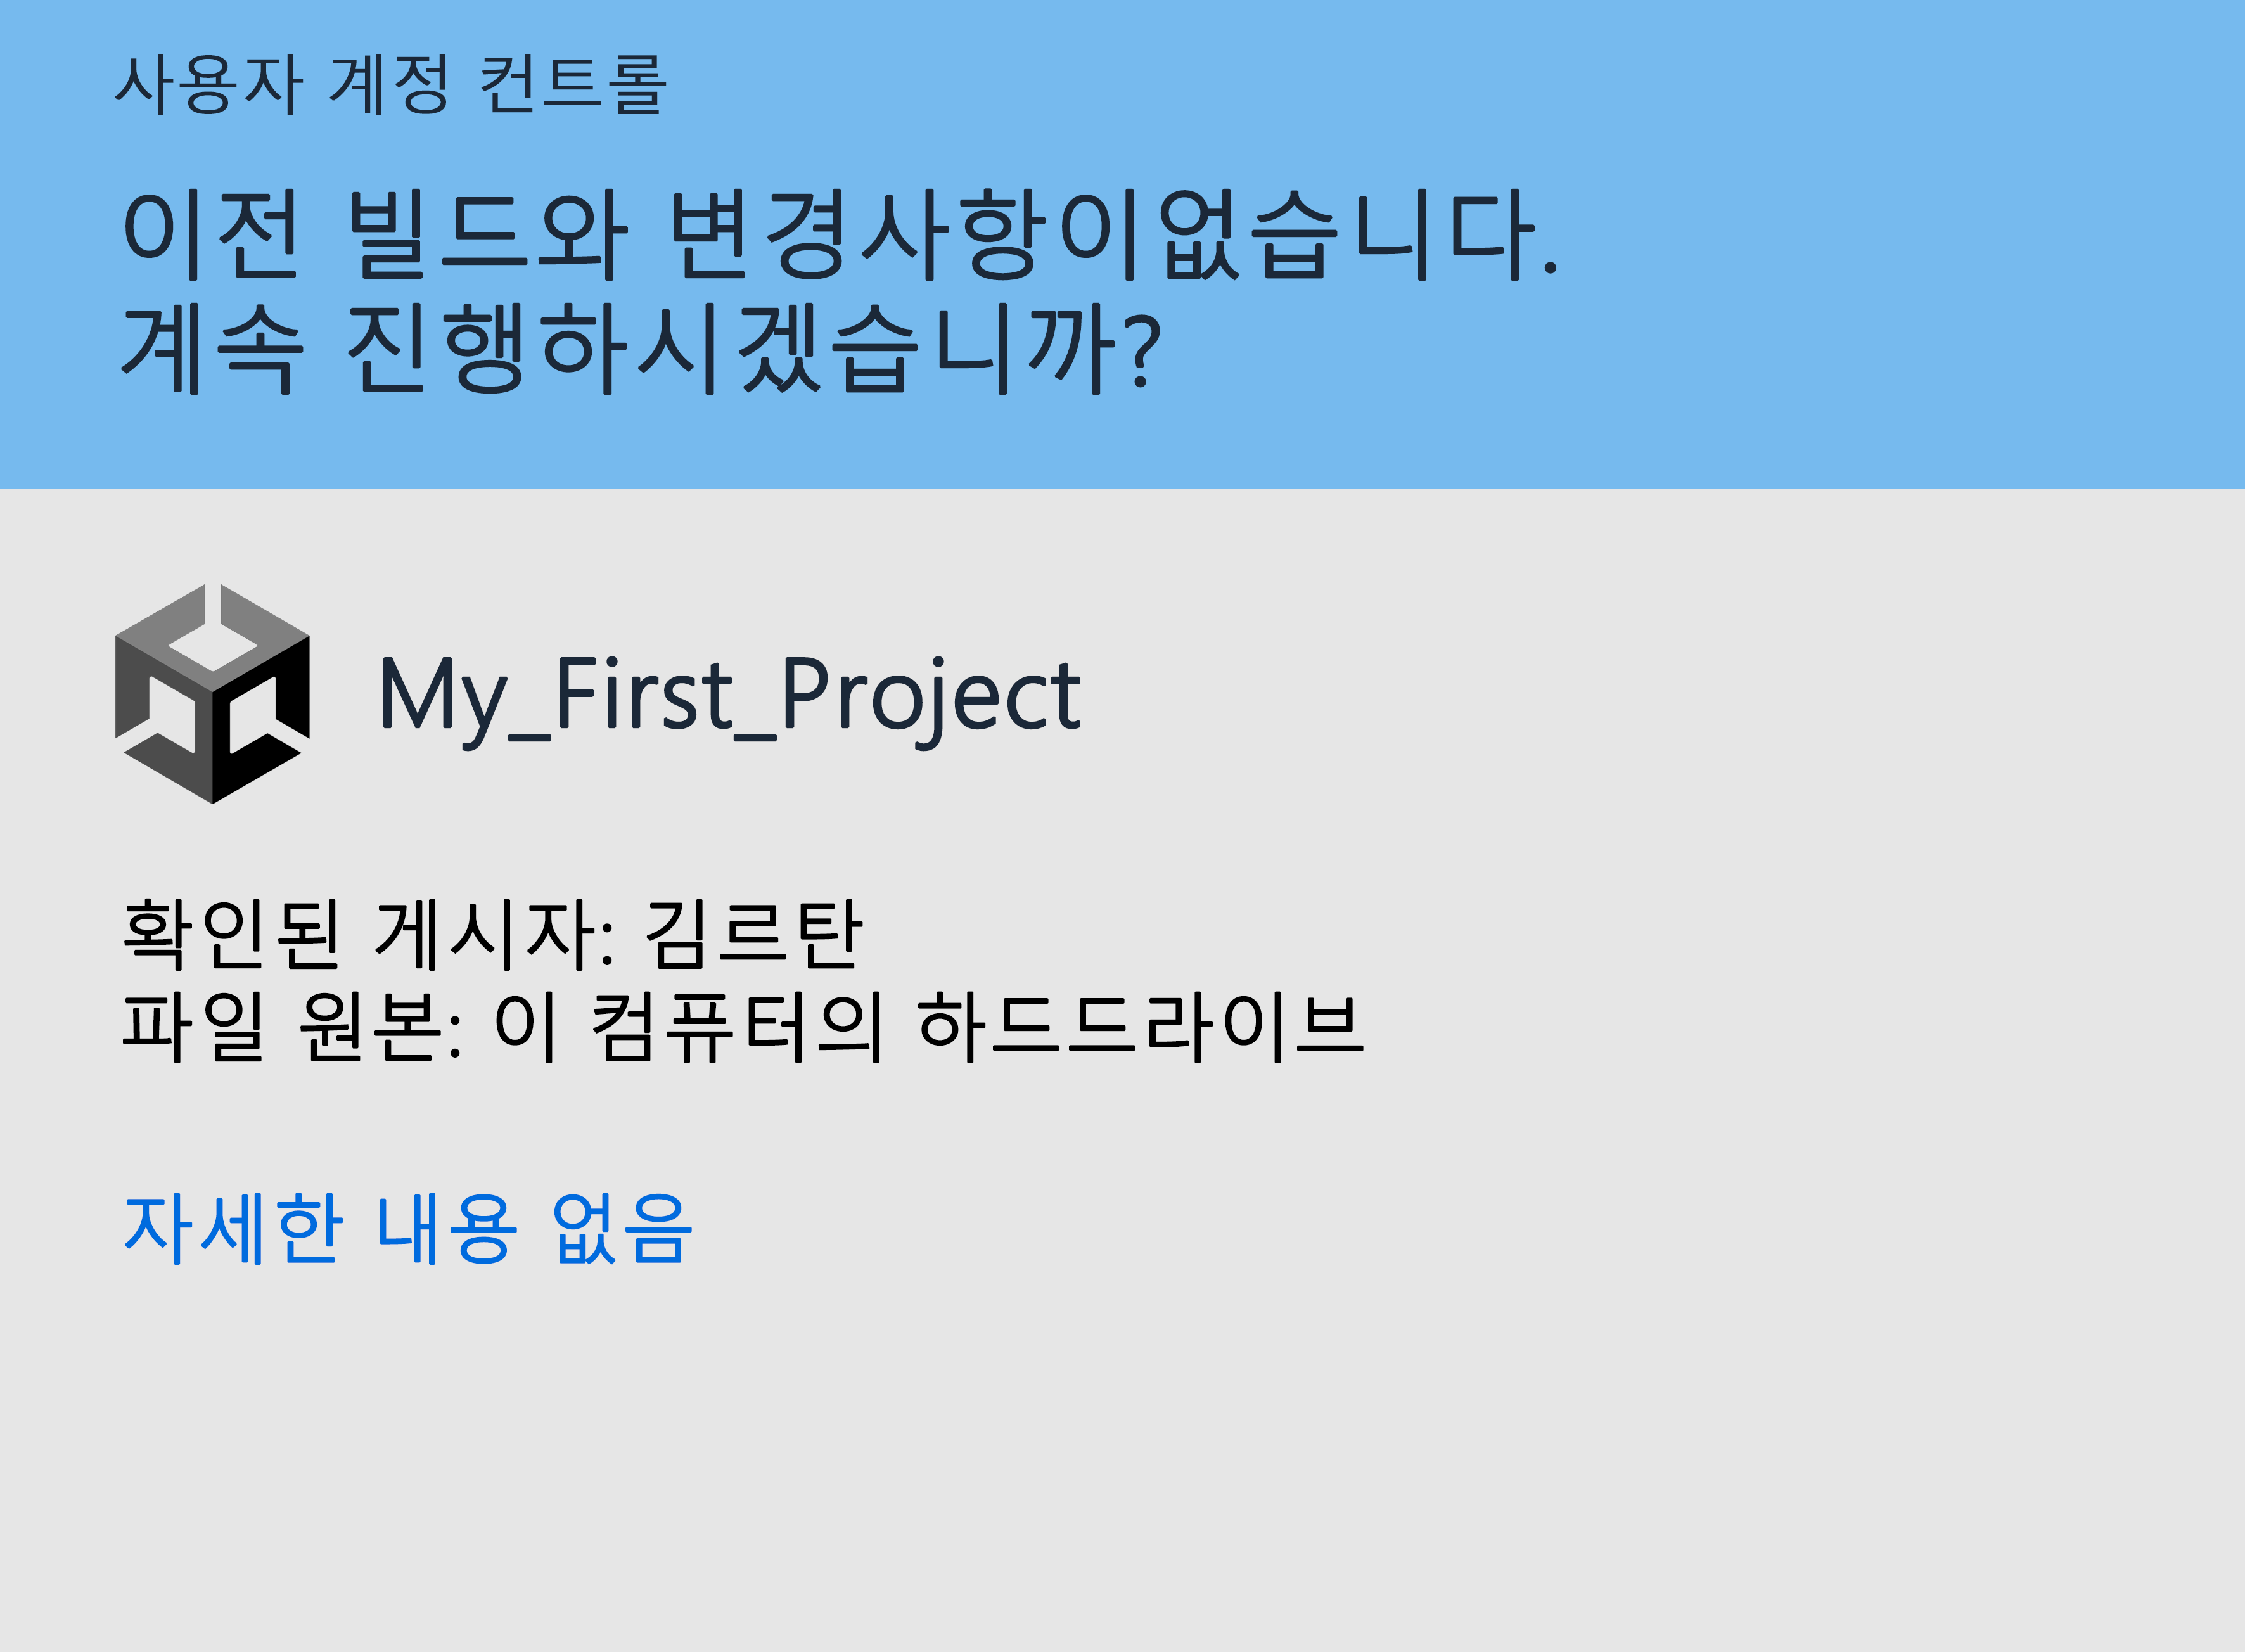 사용자 계정 컨트롤
이전 빌드와 변경사항이없습니다.
계속 진행하시겠습니까?
My_First_Project
확인된 게시자: 김르탄
파일 원본: 이 컴퓨터의 하드드라이브
자세한 내용 없음